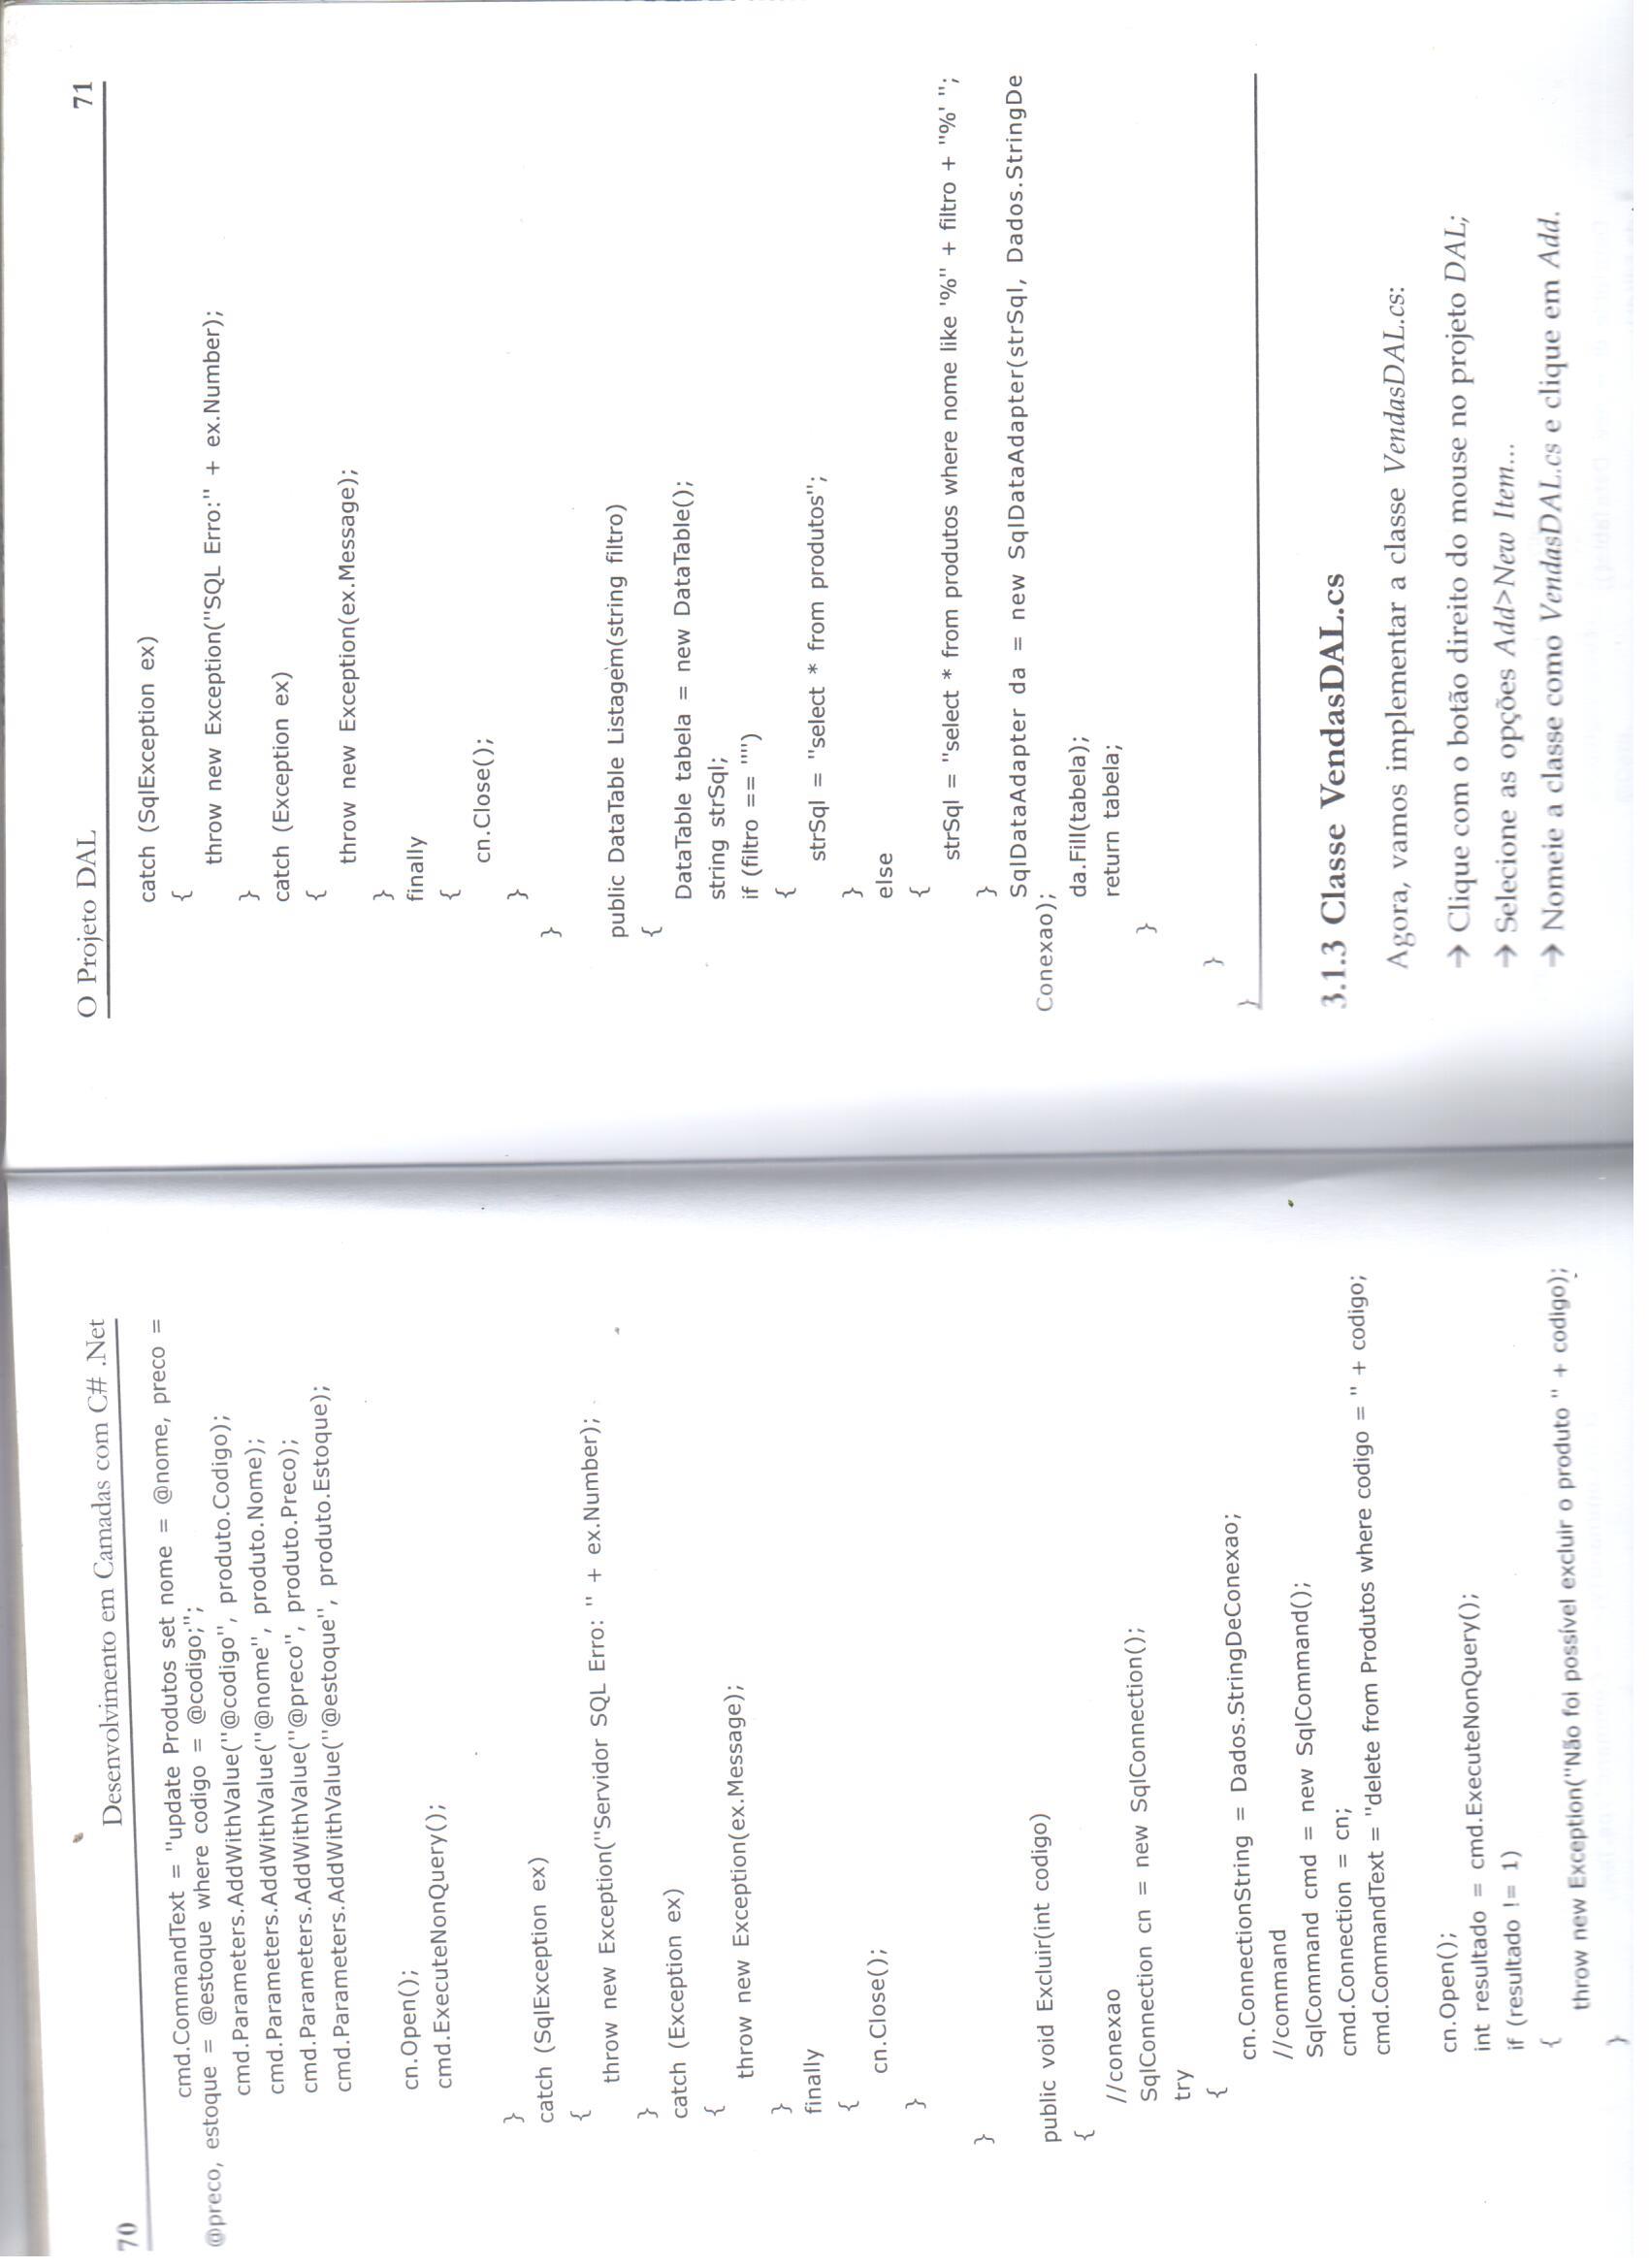 70
Desenvolvimento em Camadas com C# .Net
cmd.CommandText = "update Produtos set nome = @nome, preco =
@preco, estoque = @estoque where codigo = @codigo;";
cmd.Parameters.AddWithValue("@codigo", produto.Codigo);
cmd.Parameters.AddWithValue("@nome", produto.Nome);
cmd.Parameters.AddWithValue("@preco", produto.Preco);
cmd.Parameters.AddWithValue("@estoque", produto.Estoque);
cn.Open();
cmd.ExecuteNonQuery();
}
catch (SqlException ex)
{
throw new Exception("Servidor SQL Erro: " + ex.Number);
}
catch (Exception ex)
{
throw new Exception(ex.Message);
}
finally
{
cn.Close();
}
}
public void Excluir(int codigo)
{
//conexao
SqlConnection cn = new SqlConnection();
try
{
cn.ConnectionString = Dados.StringDeConexao;
//command
SqlCommand cmd = new SqlCommand();
cmd.Connection = cn;
cmd.CommandText = "delete from Produtos where codigo = " + codigo;
cn.Open();
int resultado = cmd.ExecuteNonQuery();
if (resultado != 1)
{
throw new Exception("Não foi possível excluir o produto " + codigo);
}
O Projeto DAL
71
catch (SqlException ex)
{
throw new Exception("SQL Erro:" + ex.Number);
}
catch (Exception ex)
{
throw new Exception(ex.Message);
}
finally
{
cn.Close();
}
}
public DataTable Listagem(string filtro)
{
DataTable tabela = new DataTable();
string strSql;
if (filtro == "")
{
strSql = "select * from produtos";
}
else
{
strSql = "select * from produtos where nome like '%" + filtro + "%' ";
}
SqlDataAdapter da = new SqlDataAdapter(strSql, Dados.StringDe
Conexao);
da.Fill(tabela);
return tabela;
}
}
}
3.1.3 Classe VendasDAL.cs
Agora, vamos implementar a classe VendasDAL.cs:
→ Clique com o botão direito do mouse no projeto DAL;
→ Selecione as opções Add>New Item...
→ Nomeie a classe como VendasDAL.cs e clique em Add.